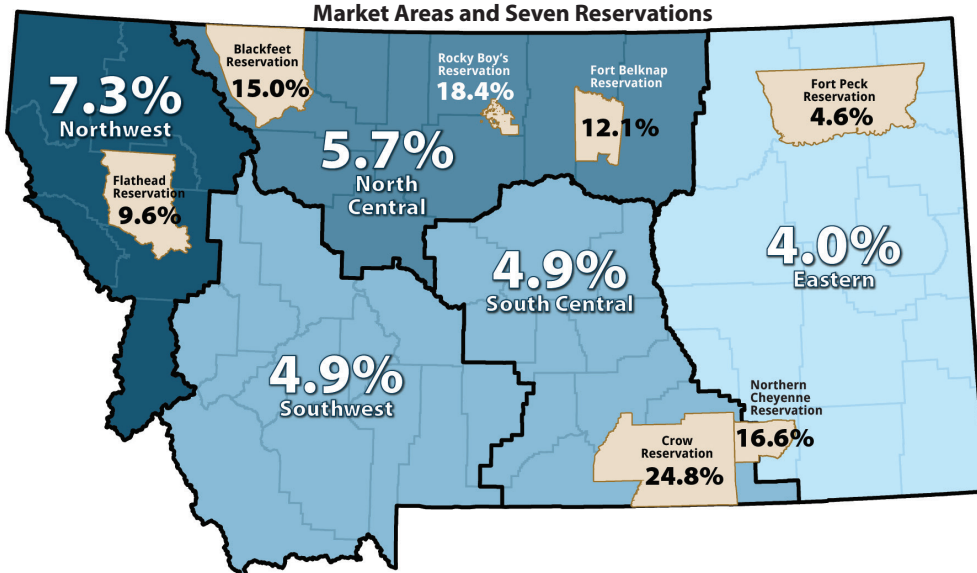 Market Areas and Seven Reservations
Blackfeet
Reservation
15.0%
Rocky Boy's
Reservation
18.4%
Fort Belknap
Reservation
12.1%
Fort Peck
Reservation
4.6%
7.3%
Northwest
Flathead
Reservation
9.6%
5.7%
North
Central
4.9%
South Central
4.0%
Eastern
4.9%
Southwest
Crow
Reservation
24.8%
Northern
Cheyenne
Reservation
16.6%